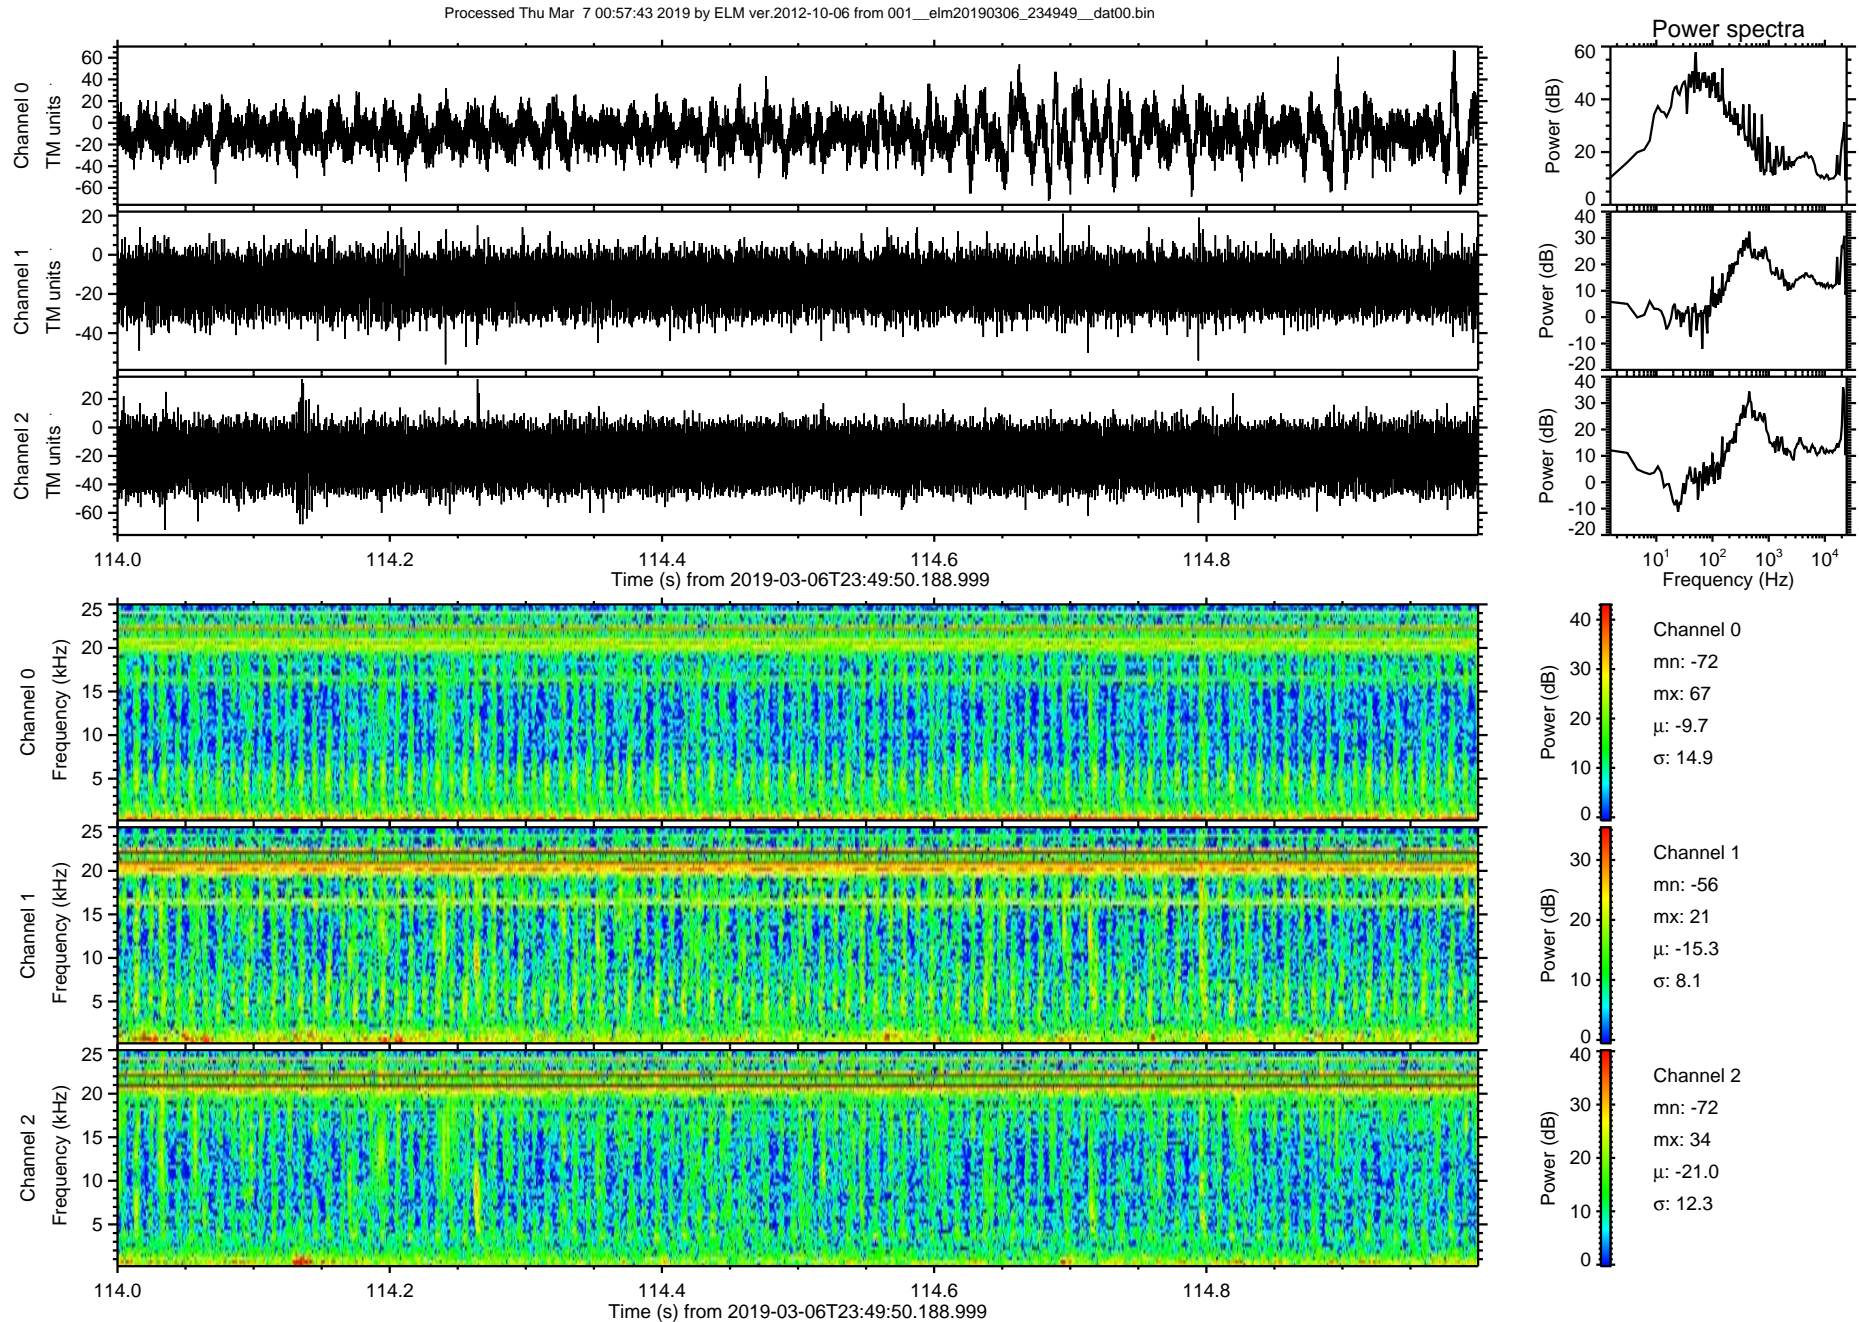 Processed Thu Mar  7 00:57:43 2019 by ELM ver.2012-10-06 from 001__elm20190306_234949__dat00.bin
Power spectra
Channel 0
TM units
60
40
20
0
-20
-40
-60
Power (dB)
60
40
20
0
Channel 1
TM units
20
0
-20
-40
Power (dB)
40
30
20
10
0
-10
-20
Channel 2
TM units
20
0
-20
-40
-60
Power (dB)
40
30
20
10
0
-10
-20
114.0 114.2 114.4 114.6 114.8
Time (s) from 2019-03-06T23:49:50.188.999
10¹ 10² 10³ 10⁴
Frequency (Hz)
Channel 0
Frequency (kHz)
25
20
15
10
5
Power (dB)
40
30
20
10
0
Channel 0
mn: -72
mx: 67
μ: -9.7
σ: 14.9
Channel 1
Frequency (kHz)
25
20
15
10
5
Power (dB)
30
20
10
0
Channel 1
mn: -56
mx: 21
μ: -15.3
σ: 8.1
Channel 2
Frequency (kHz)
25
20
15
10
5
Power (dB)
40
30
20
10
0
Channel 2
mn: -72
mx: 34
μ: -21.0
σ: 12.3
114.0 114.2 114.4 114.6 114.8
Time (s) from 2019-03-06T23:49:50.188.999